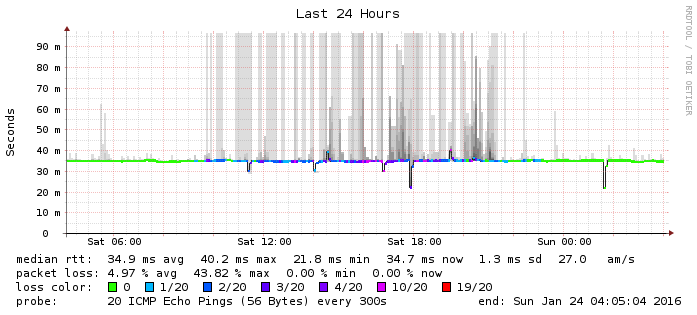 Last 24 Hours
RRDTOOL / TOBI OETIKER
Seconds
90 m
80 m
70 m
60 m
50 m
40 m
30 m
20 m
10 m
0
Sat 06:00 Sat 12:00 Sat 18:00 Sun 00:00
median rtt: 34.9 ms avg 40.2 ms max 21.8 ms min 34.7 ms now 1.3 ms sd 27.0 am/s
packet loss: 4.97 % avg 43.82 % max 0.00 % min 0.00 % now
loss color: 0 1/20 2/20 3/20 4/20 10/20 19/20
probe: 20 ICMP Echo Pings (56 Bytes) every 300s end: Sun Jan 24 04:05:04 2016